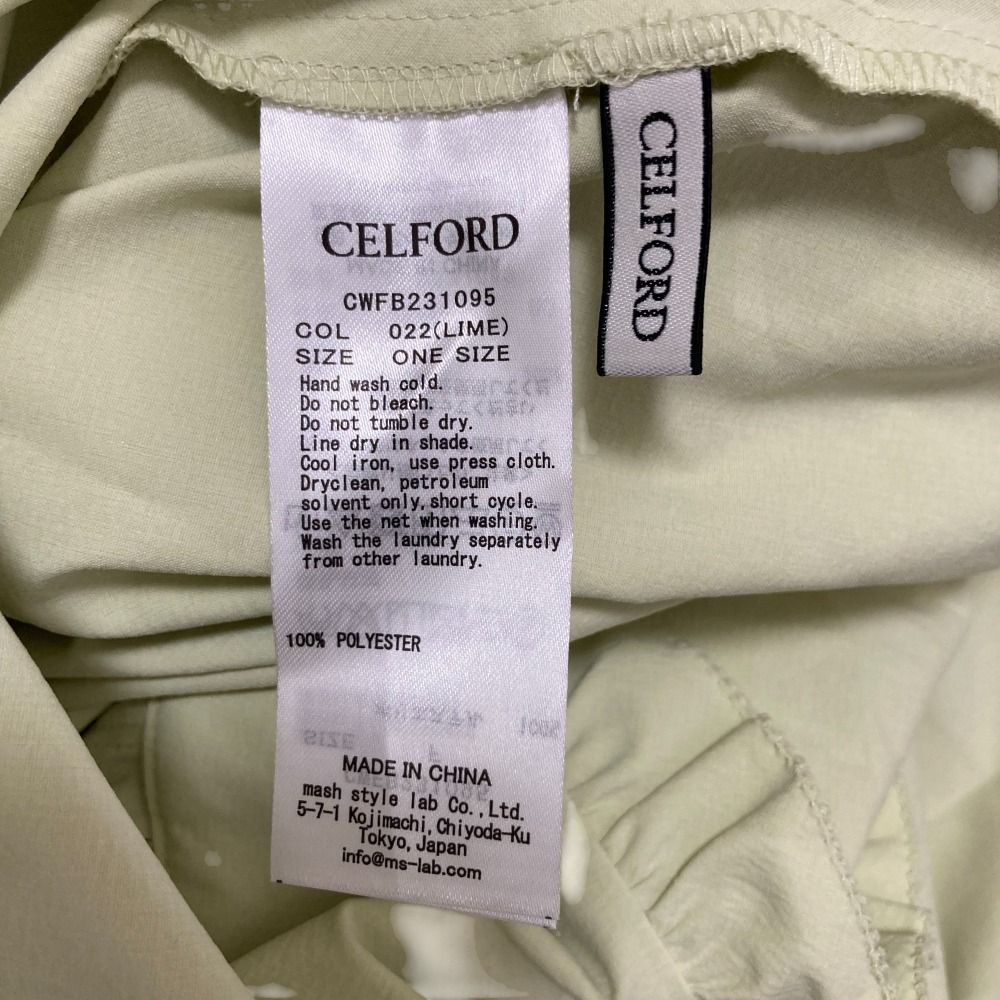 CELFORD
CWFB231095
COL 022(LIME)
SIZE ONE SIZE
Hand wash cold.
Do not bleach.
Do not tumble dry.
Line dry in shade.
Cool iron, use press cloth.
Dryclean, petroleum
solvent only,short cycle.
Use the net when washing.
Wash the laundry separately
from other laundry.
100% POLYESTER
MADE IN CHINA
mash style lab Co.,Ltd.
5-7-1 Kojimachi,Chiyoda-Ku
Tokyo,Japan
info@ms-lab.com
CELFORD